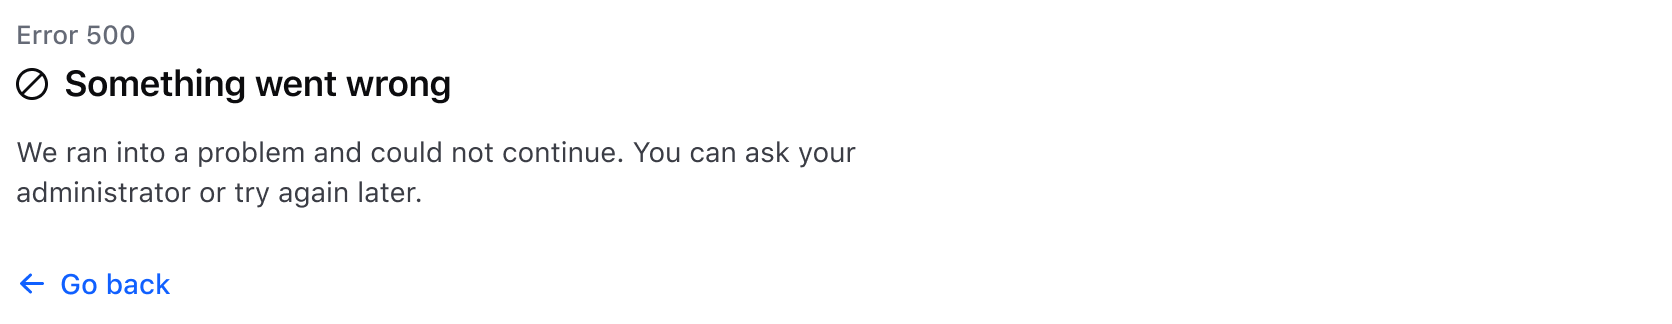 Error 500
Something went wrong
We ran into a problem and could not continue. You can ask your
administrator or try again later.
Go back